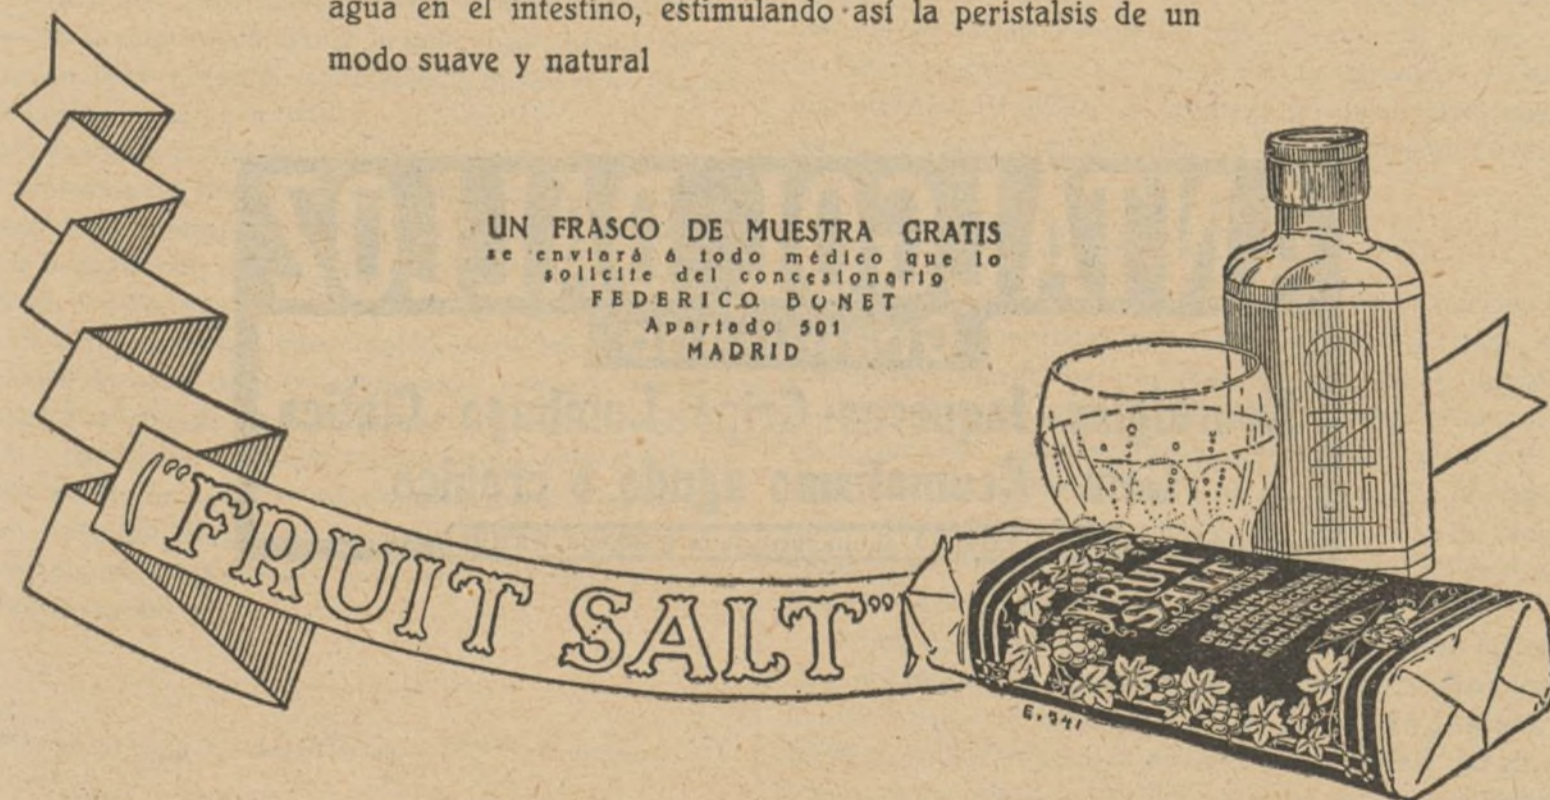 agua en el intestino, estimulando así la peristalsis de un
modo suave y natural
UN FRASCO DE MUESTRA GRATIS
se enviará á todo médico que lo
solicite del concesionario
FEDERICO BONET
Apartado 501
MADRID
ENO
("FRUIT SALT"
FRUIT
SALT
DE
ENO
E. 741